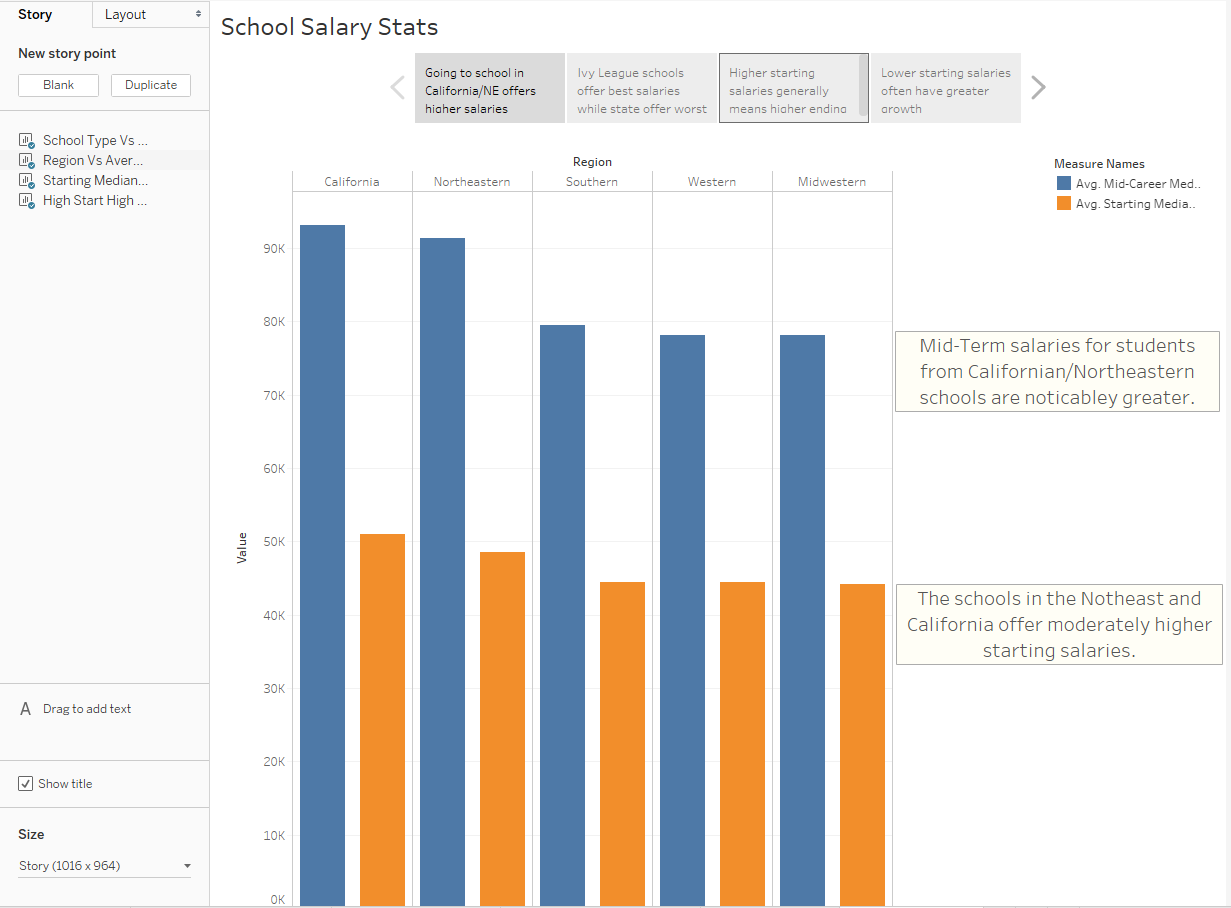 Story
Layout
New story point
Blank
Duplicate
School Type Vs ...
Region Vs Aver...
Starting Median...
High Start High ...
Drag to add text
Show title
Size
Story (1016 x 964)
School Salary Stats
Going to school in
California/NE offers
higher salaries
Ivy League schools
offer best salaries
while state offer worst
Higher starting
salaries generally
means higher ending
Lower starting salaries
often have greater
growth
Region
California
Northeastern
Southern
Western
Midwestern
Value
90K
80K
70K
60K
50K
40K
30K
20K
10K
0K
Measure Names
Avg. Mid-Career Med..
Avg. Starting Media..
Mid-Term salaries for students
from Californian/Northeastern
schools are noticabley greater.
The schools in the Notheast and
California offer moderately higher
starting salaries.